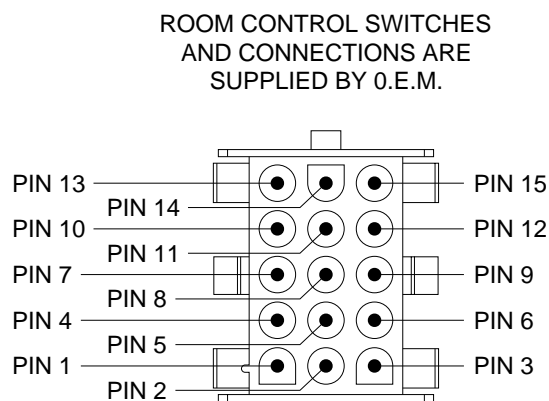 ROOM CONTROL SWITCHES
AND CONNECTIONS ARE
SUPPLIED BY 0.E.M.
PIN 13
PIN 15
PIN 14
PIN 10
PIN 12
PIN 11
PIN 7
PIN 9
PIN 8
PIN 4
PIN 6
PIN 5
PIN 1
PIN 3
PIN 2